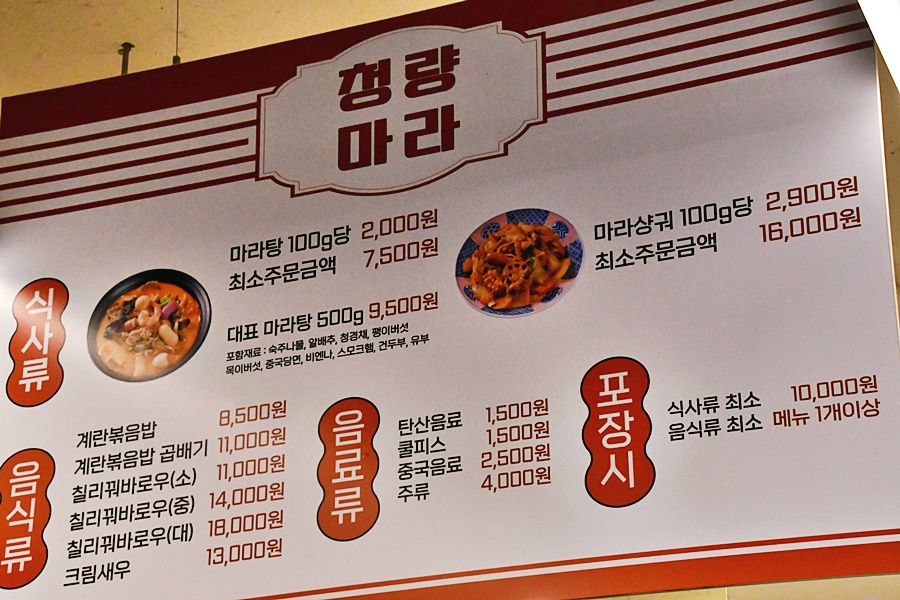 청량
마라
식사류
마라탕 100g당 2,000원
최소주문금액 7,500원
대표 마라탕 500g 9,500원
포함재료 : 숙주나물, 알배추, 청경채, 팽이버섯
목이버섯, 중국당면, 비엔나, 스모크햄, 건두부, 유부
마라샹궈 100g당 2,900원
최소주문금액 16,000원
음식류
계란볶음밥 8,500원
계란볶음밥 곱배기 11,000원
칠리꿔바로우(소) 11,000원
칠리꿔바로우(중) 14,000원
칠리꿔바로우(대) 18,000원
크림새우 13,000원
음료류
탄산음료 1,500원
쿨피스 1,500원
중국음료 2,500원
주류 4,000원
포장시
식사류 최소 10,000원
음식류 최소 메뉴 1개이상